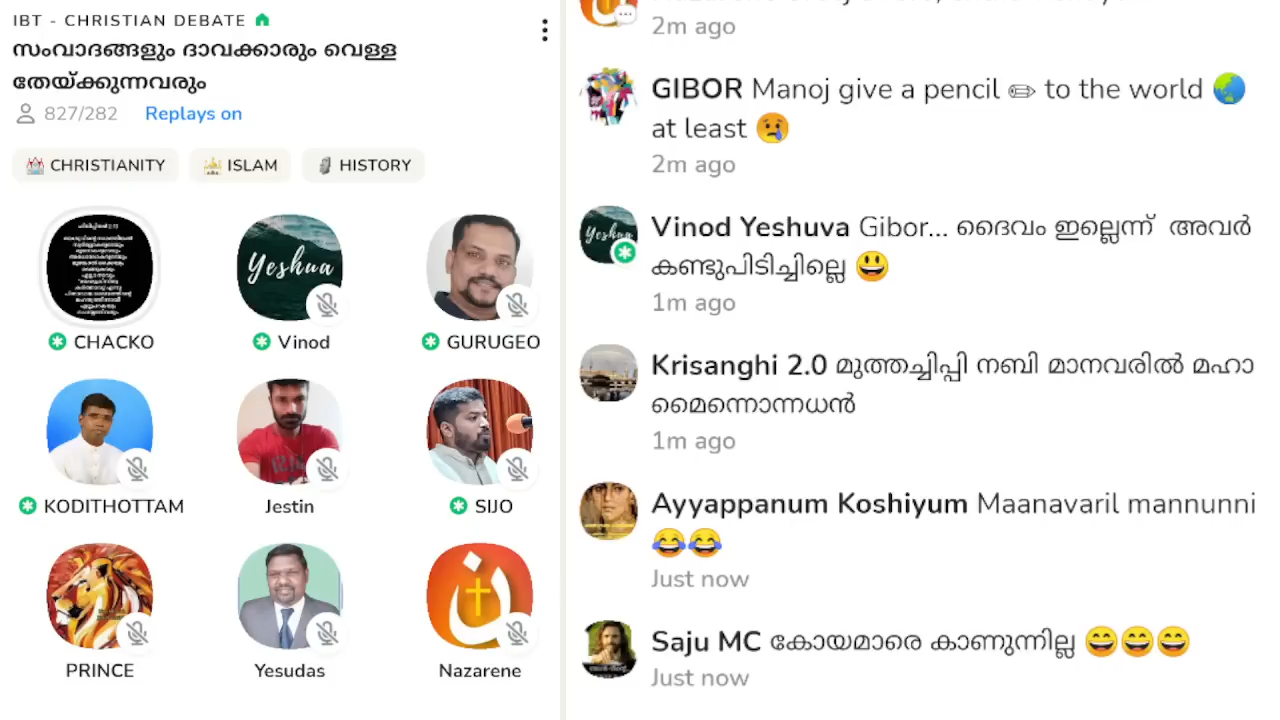 IBT - CHRISTIAN DEBATE
സംവാദങ്ങളും ദാവക്കാരും വെള്ള
തേയ്ക്കുന്നവരും
827/282 Replays on
CHRISTIANITY ISLAM HISTORY
Yeshua
CHACKO Vinod GURUGEO
KODITHOTTAM Jestin SIJO
PRINCE Yesudas Nazarene
2m ago
GIBOR Manoj give a pencil ✏ to the world 🌏
at least 😢
2m ago
Yeshua
Vinod Yeshuva Gibor... ദൈവം ഇല്ലെന്ന് അവർ
കണ്ടുപിടിച്ചില്ലെ 😃
1m ago
Krisanghi 2.0 മുത്തച്ചിപ്പി നബി മാനവരിൽ മഹാ
മൈന്നൊന്നധൻ
1m ago
Ayyappanum Koshiyum Maanavaril mannunni
😂😂
Just now
Saju MC കോയമാരെ കാണുന്നില്ല 😄😄😄
Just now